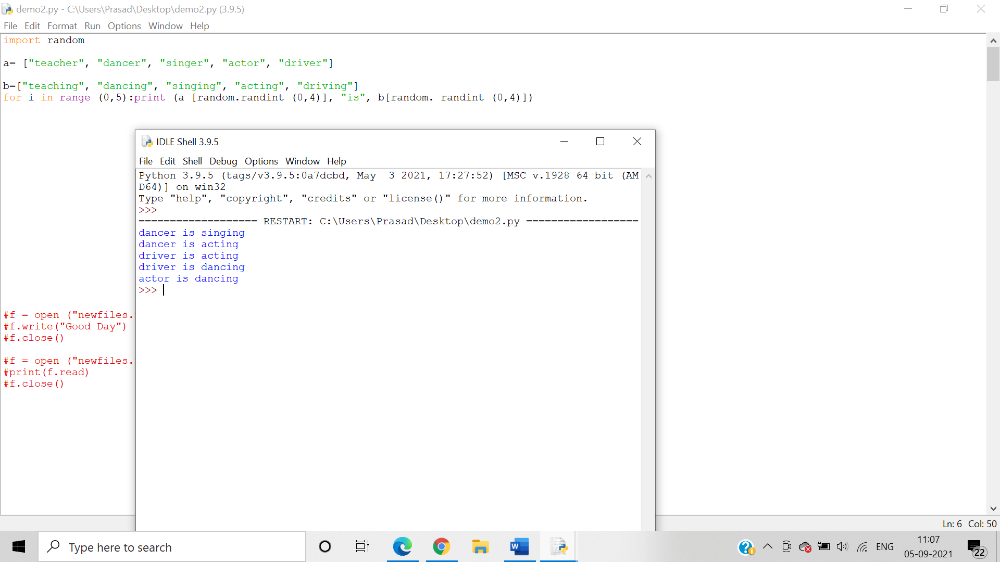 demo2.py - C:\Users\Prasad\Desktop\demo2.py (3.9.5)
File Edit Format Run Options Window Help
import random
a= ["teacher", "dancer", "singer", "actor", "driver"]
b=["teaching", "dancing", "singing", "acting", "driving"]
for i in range (0,5):print (a [random.randint (0,4)], "is", b[random. randint (0,4)])
IDLE Shell 3.9.5
File Edit Shell Debug Options Window Help
Python 3.9.5 (tags/v3.9.5:0a7dcbd, May  3 2021, 17:27:52) [MSC v.1928 64 bit (AM
D64)] on win32
Type "help", "copyright", "credits" or "license()" for more information.
>>>
=================== RESTART: C:\Users\Prasad\Desktop\demo2.py ==================
dancer is singing
dancer is acting
driver is acting
driver is dancing
actor is dancing
>>>
#f = open ("newfiles.
#f.write("Good Day")
#f.close()
#f = open ("newfiles.
#print(f.read)
#f.close()
Ln: 6 Col: 50
Type here to search
ENG
11:07
05-09-2021
22